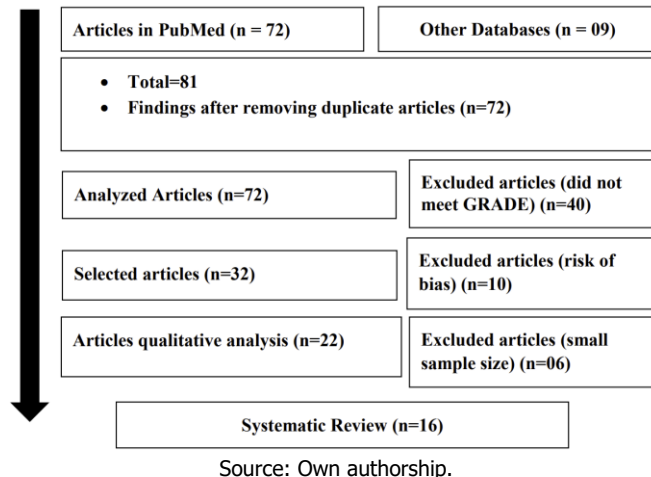 Articles in PubMed (n = 72)
Other Databases (n = 09)
• Total=81
• Findings after removing duplicate articles (n=72)
Analyzed Articles (n=72)
Excluded articles (did not
meet GRADE) (n=40)
Selected articles (n=32)
Excluded articles (risk of
bias) (n=10)
Articles qualitative analysis (n=22)
Excluded articles (small
sample size) (n=06)
Systematic Review (n=16)
Source: Own authorship.